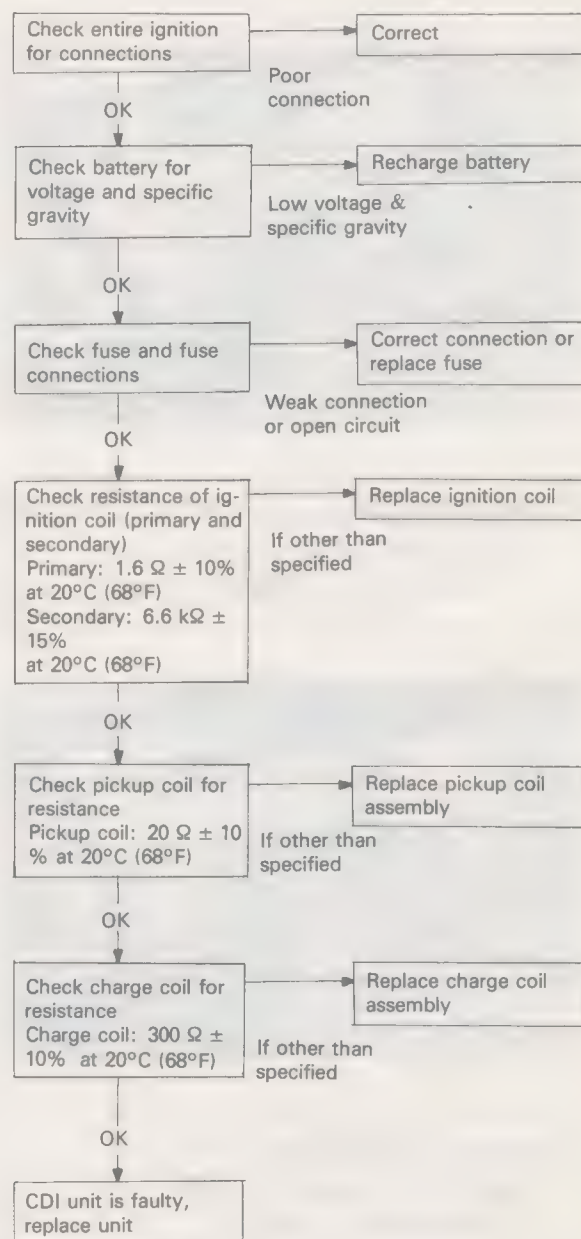 Check entire ignition
for connections
Correct
Poor
connection
OK
Check battery for
voltage and specific
gravity
Recharge battery
Low voltage &
specific gravity
OK
Check fuse and fuse
connections
Correct connection or
replace fuse
Weak connection
or open circuit
OK
Check resistance of ig-
nition coil (primary and
secondary)
Primary: 1.6 Ω ± 10%
at 20°C (68°F)
Secondary: 6.6 kΩ ±
15%
at 20°C (68°F)
Replace ignition coil
If other than
specified
OK
Check pickup coil for
resistance
Pickup coil: 20 Ω ± 10
% at 20°C (68°F)
Replace pickup coil
assembly
If other than
specified
OK
Check charge coil for
resistance
Charge coil: 300 Ω ±
10% at 20°C (68°F)
Replace charge coil
assembly
If other than
specified
OK
CDI unit is faulty,
replace unit